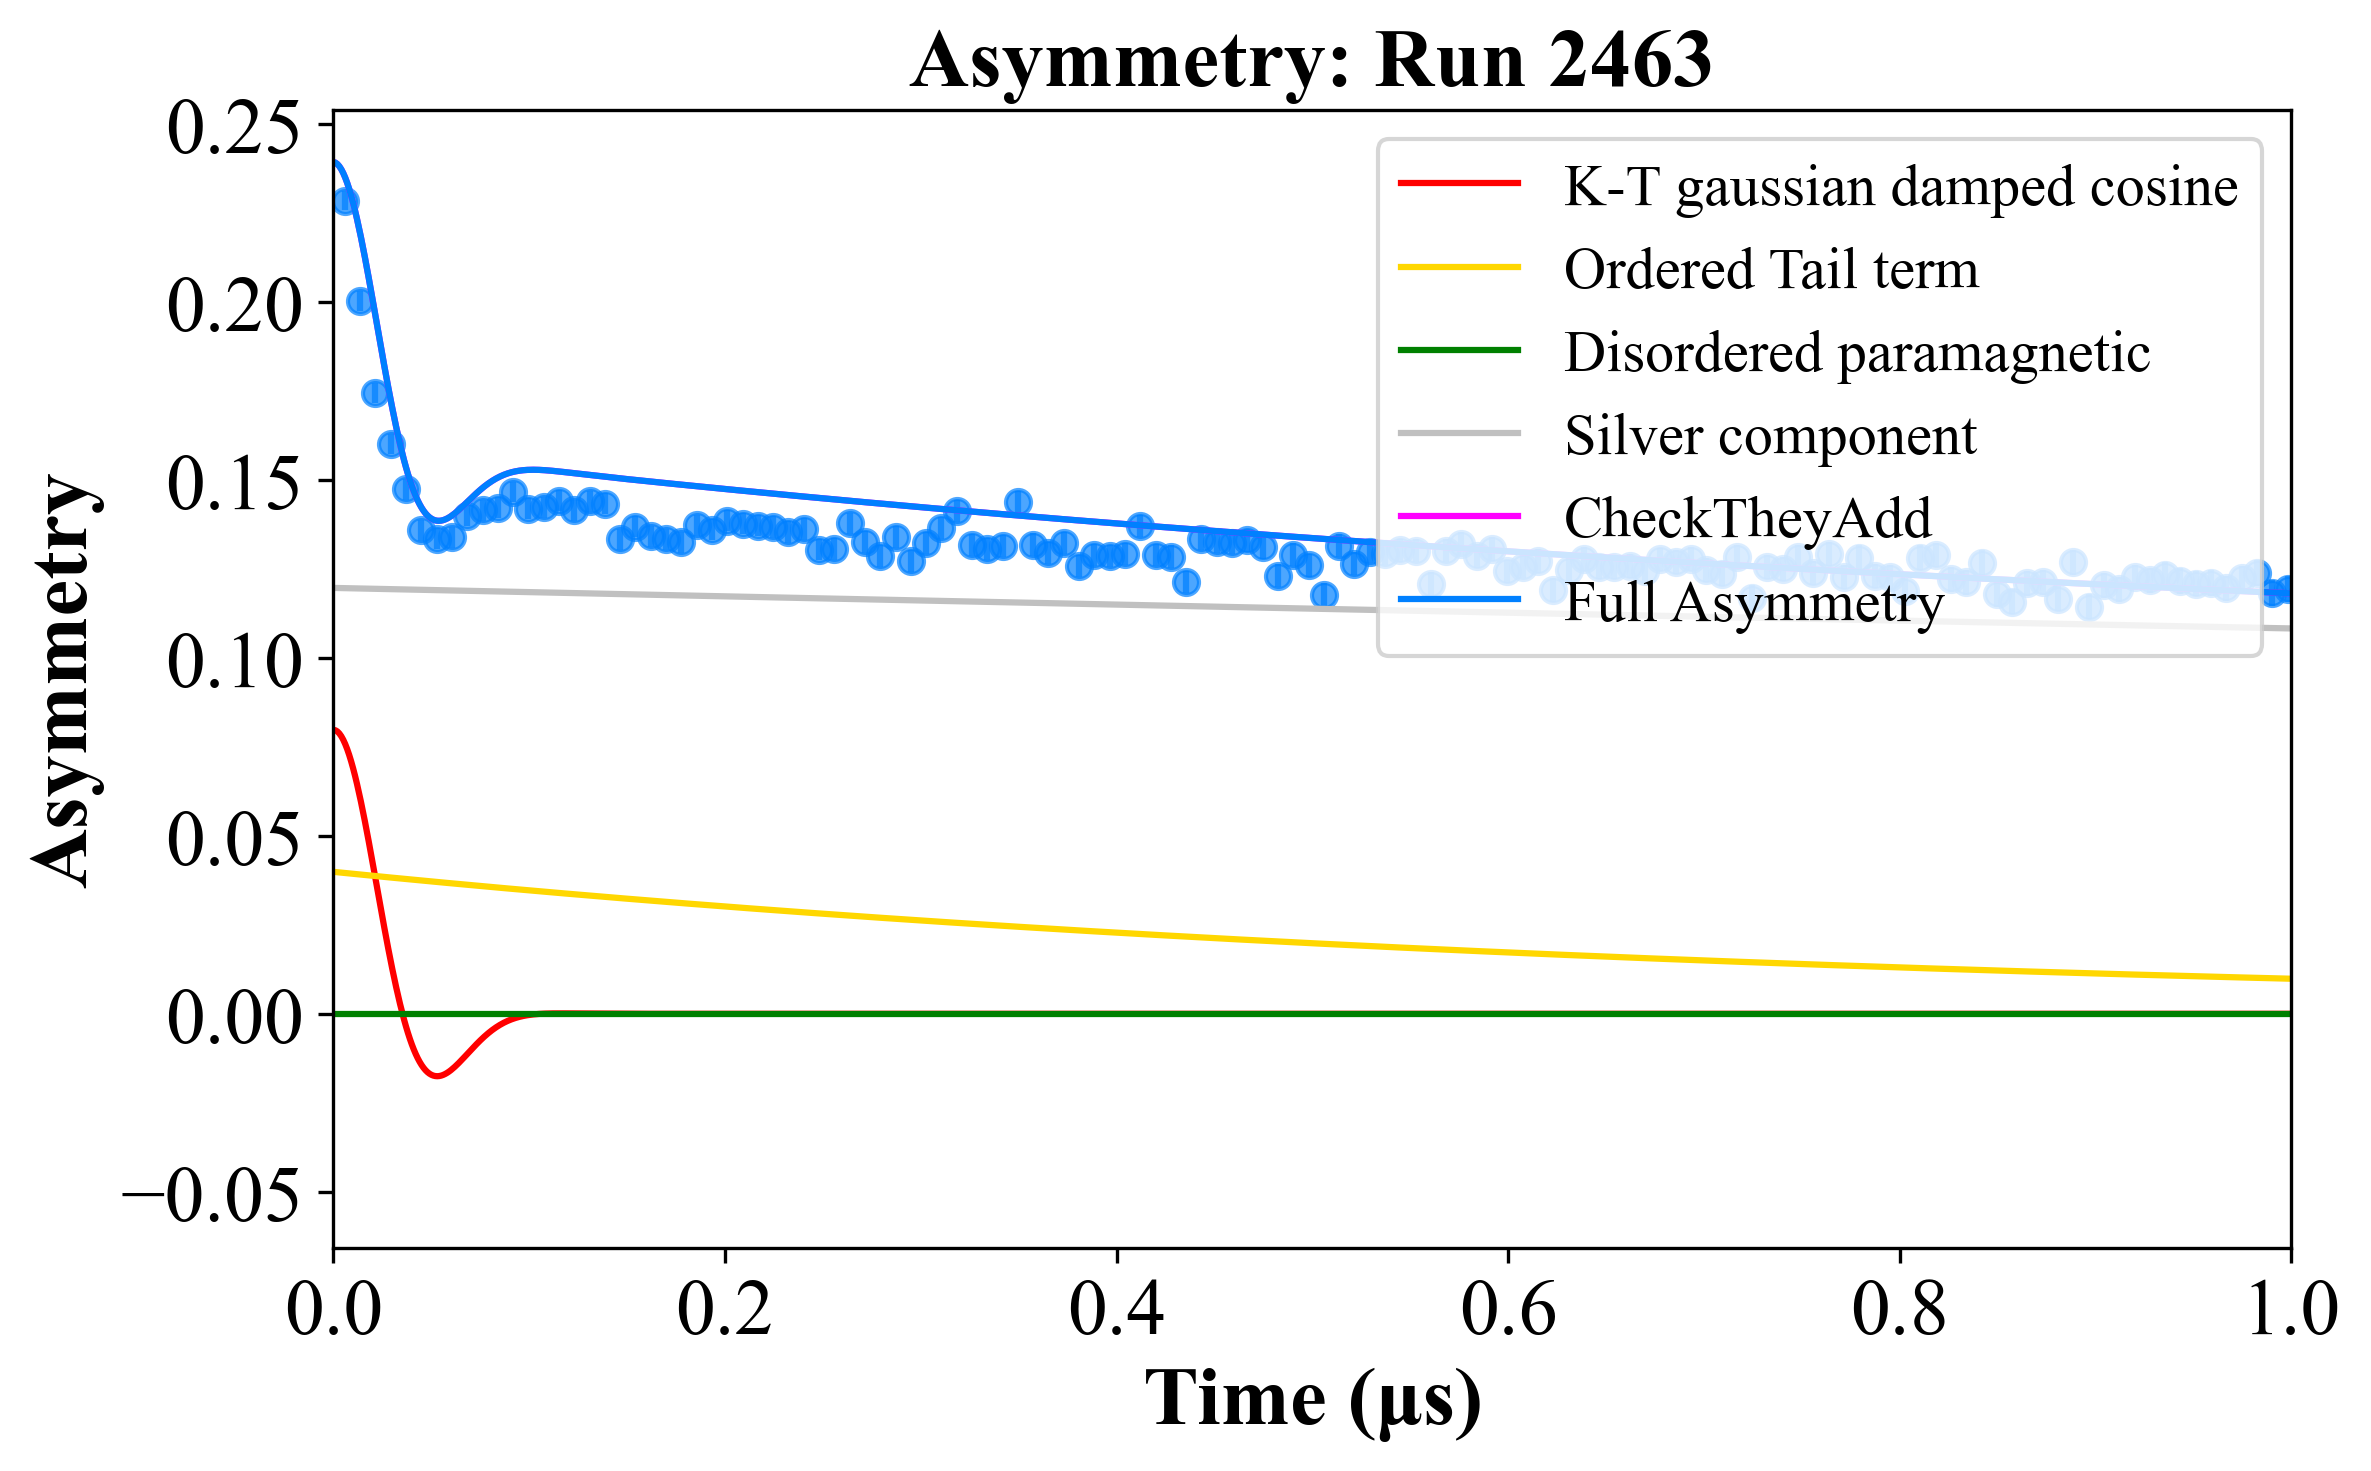 Asymmetry: Run 2463
0.25
0.20
0.15
0.10
0.05
0.00
−0.05
Asymmetry
K-T gaussian damped cosine
Ordered Tail term
Disordered paramagnetic
Silver component
CheckTheyAdd
Full Asymmetry
0.0 0.2 0.4 0.6 0.8 1.0
Time (μs)